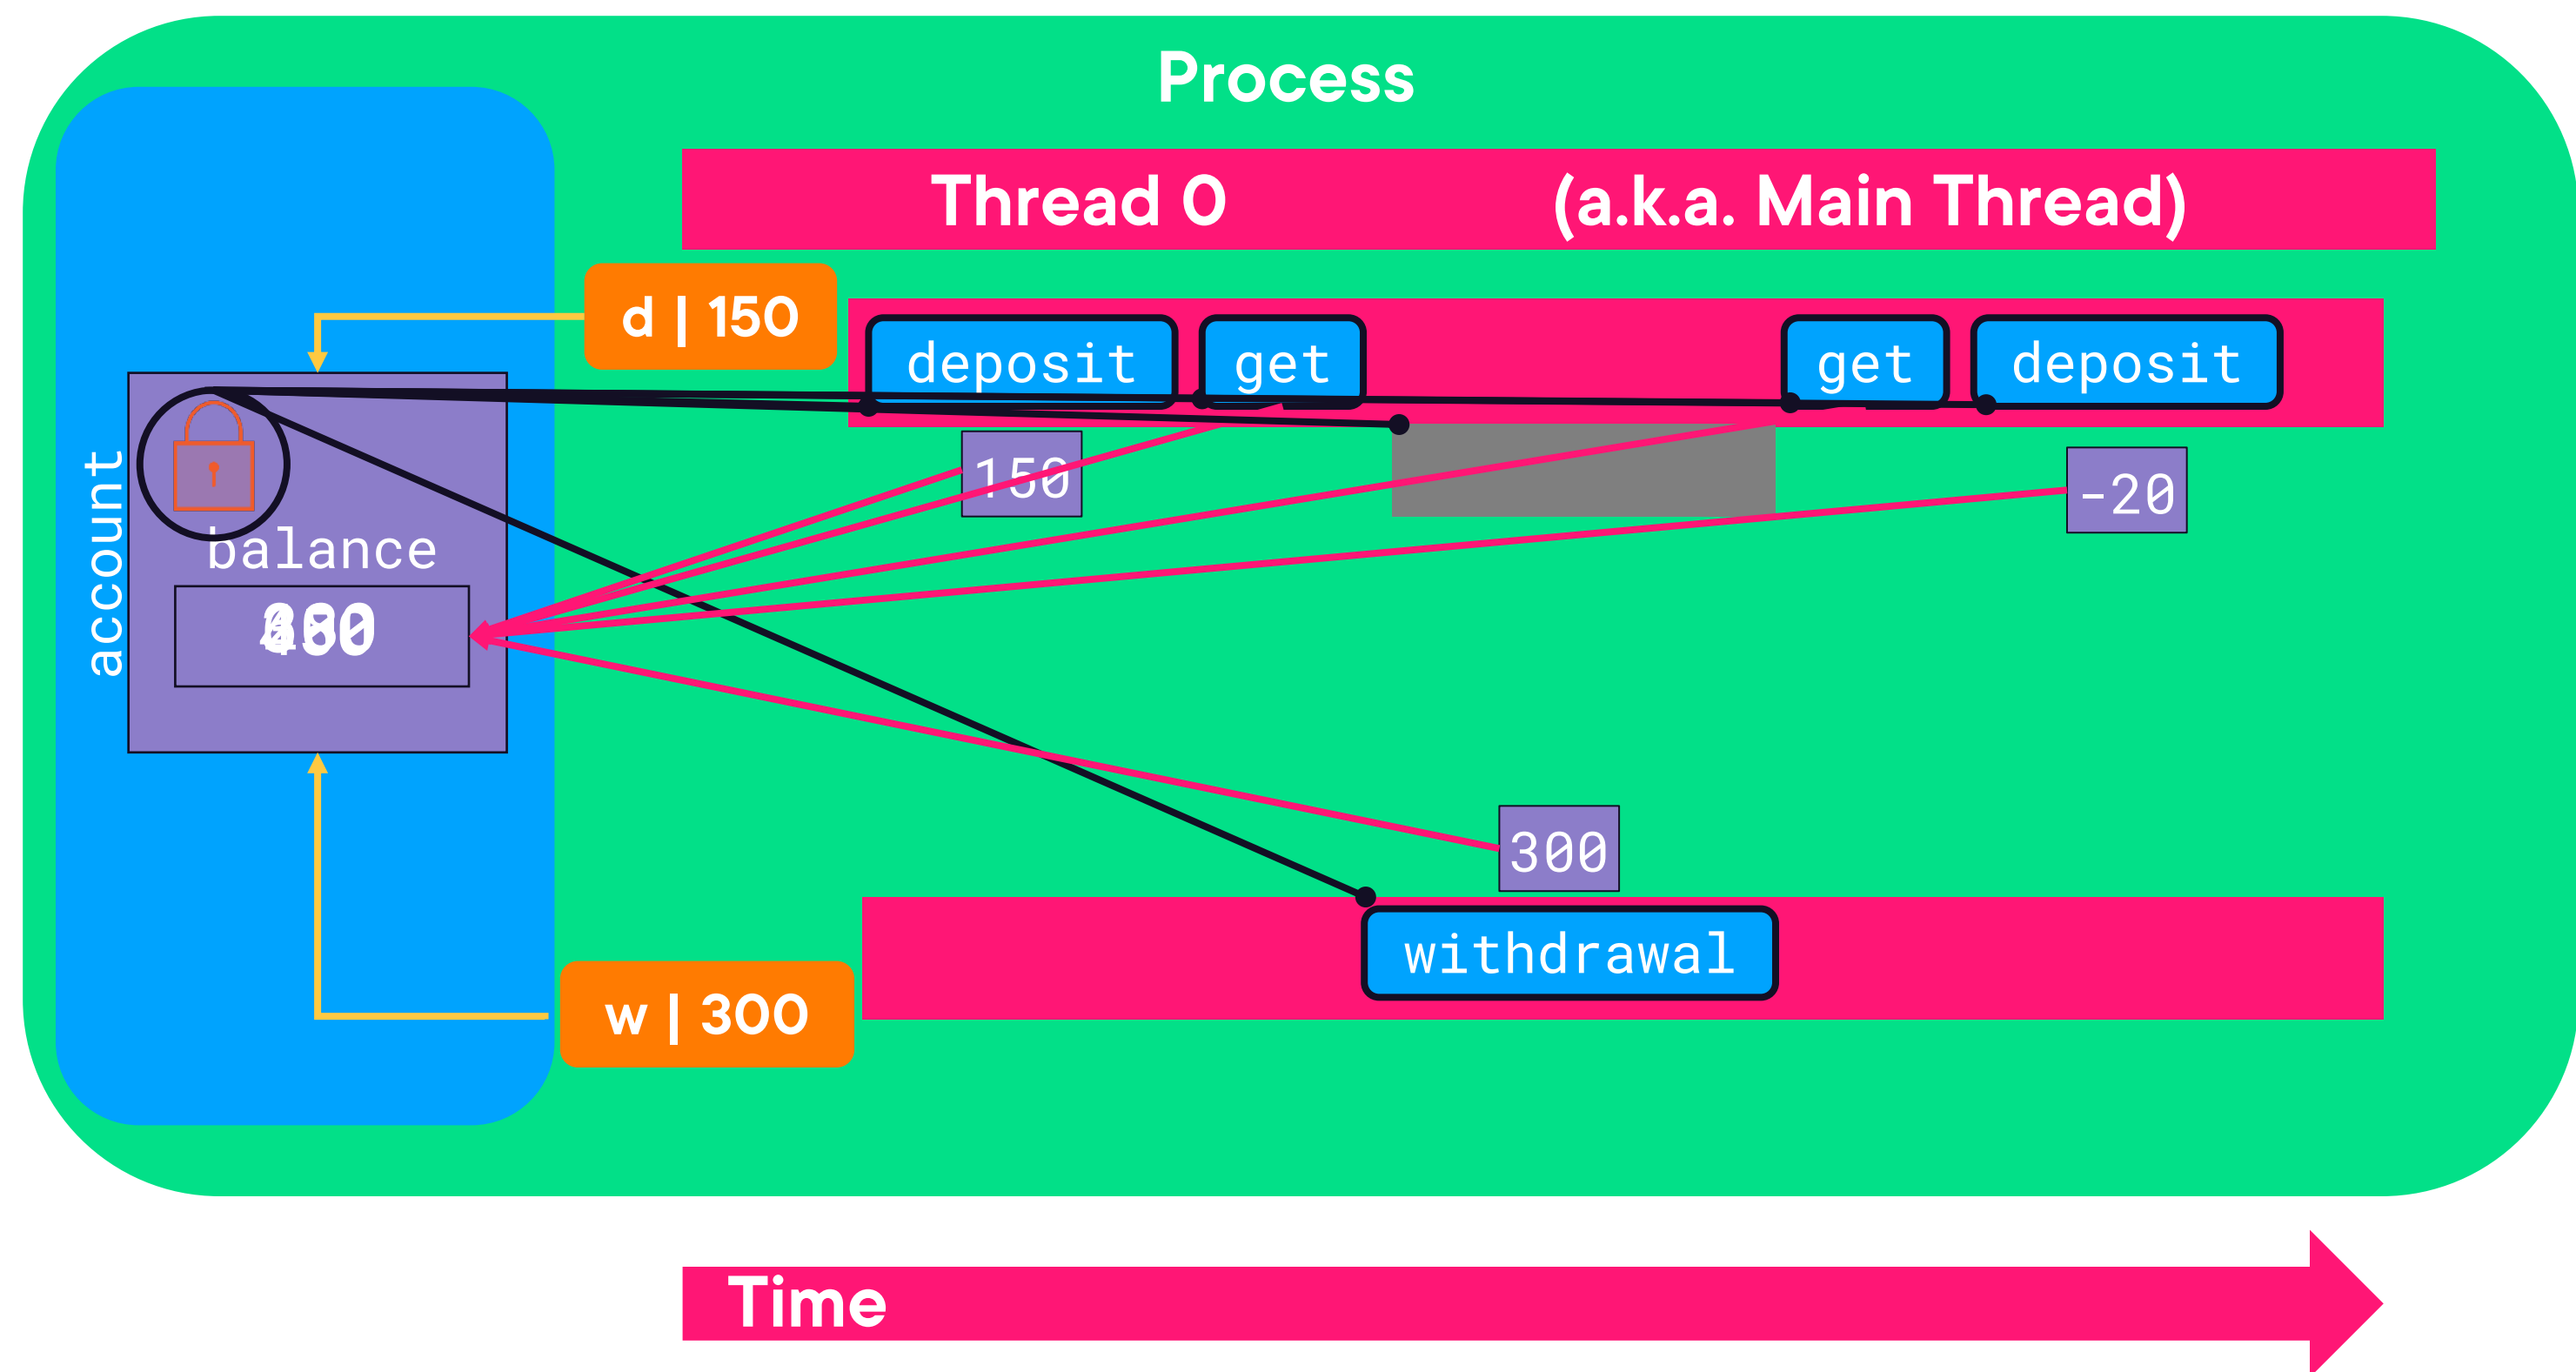 Process
Thread 0 (a.k.a. Main Thread)
d | 150
deposit
get
get
deposit
150
-20
account
balance
300
withdrawal
w | 300
Time